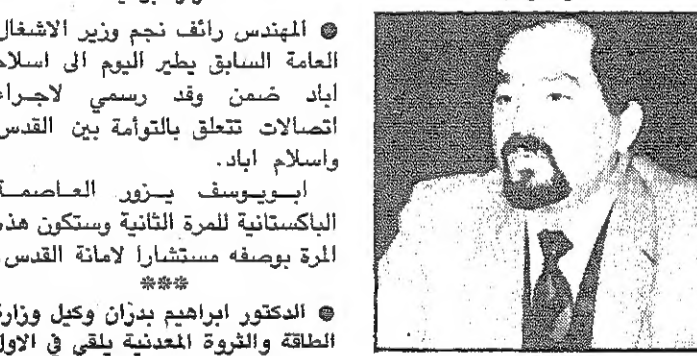 ● المهندس رائف نجم وزير الاشغال
العامة السابق يطير اليوم الى اسلام
اباد ضمن وفد رسمي لاجراء
اتصالات تتعلق بالتوأمة بين القدس
واسلام اباد.
ابويوسف يزور العاصمة
الباكستانية للمرة الثانية وستكون هذه
المرة بوصفه مستشارا لامانة القدس.
***
● الدكتور ابراهيم بدران وكيل وزارة
الطاقة والثروة المعدنية يلقي في الاول